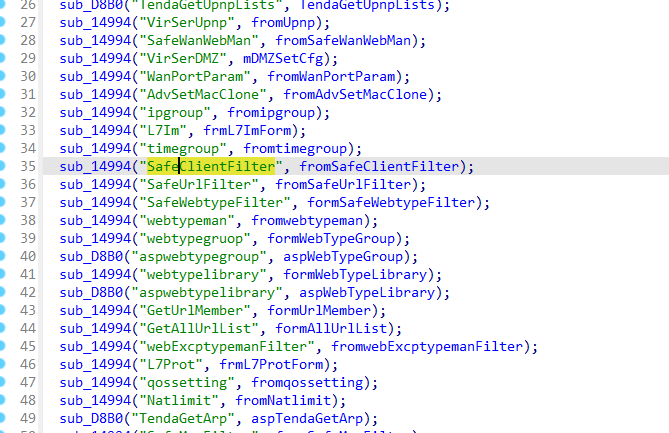 26 sub_D8B0("TendaGetUpnpLists", TendaGetUpnpLists);
27 sub_14994("VirSerUpnp", fromUpnp);
28 sub_14994("SafeWanWebMan", fromSafeWanWebMan);
29 sub_14994("VirSerDMZ", mDMZSetCfg);
30 sub_14994("WanPortParam", fromWanPortParam);
31 sub_14994("AdvSetMacClone", fromAdvSetMacClone);
32 sub_14994("ipgroup", fromipgroup);
33 sub_14994("L7Im", frmL7ImForm);
34 sub_14994("timegroup", fromtimegroup);
35 sub_14994("SafeClientFilter", fromSafeClientFilter);
36 sub_14994("SafeUrlFilter", fromSafeUrlFilter);
37 sub_14994("SafeWebtypeFilter", formSafeWebtypeFilter);
38 sub_14994("webtypeman", fromwebtypeman);
39 sub_14994("webtypegruop", formWebTypeGroup);
40 sub_D8B0("aspwebtypegroup", aspWebTypeGroup);
41 sub_14994("webtypelibrary", formWebTypeLibrary);
42 sub_D8B0("aspwebtypelibrary", aspWebTypeLibrary);
43 sub_14994("GetUrlMember", formUrlMember);
44 sub_14994("GetAllUrlList", formAllUrlList);
45 sub_14994("webExcptypemanFilter", fromwebExcptypemanFilter);
46 sub_14994("L7Prot", frmL7ProtForm);
47 sub_14994("qossetting", fromqossetting);
48 sub_14994("Natlimit", fromNatlimit);
49 sub_D8B0("TendaGetArp", aspTendaGetArp);